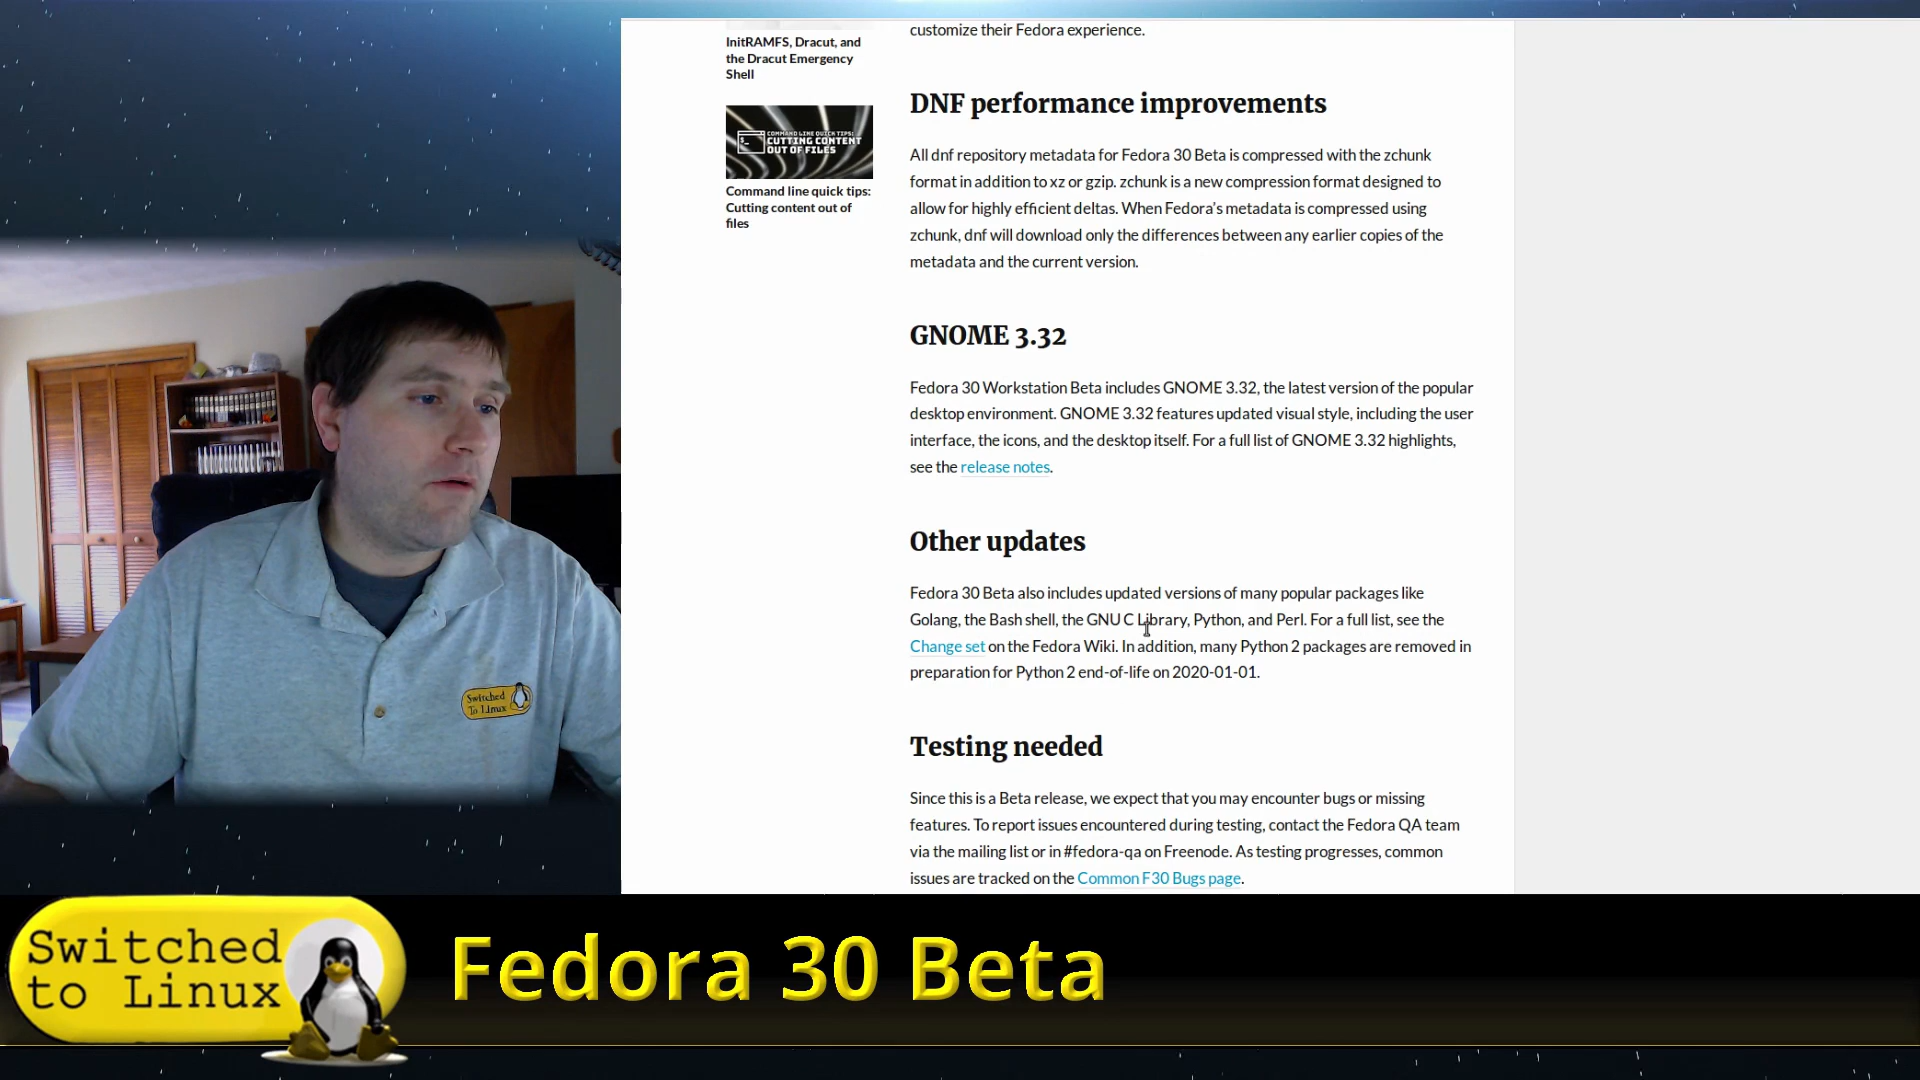 customize their Fedora experience.
InitRAMFS, Dracut, and
the Dracut Emergency
Shell
COMMAND LINE QUICK TIPS:
CUTTING CONTENT
OUT OF FILES
Command line quick tips:
Cutting content out of
files
DNF performance improvements
All dnf repository metadata for Fedora 30 Beta is compressed with the zchunk
format in addition to xz or gzip. zchunk is a new compression format designed to
allow for highly efficient deltas. When Fedora's metadata is compressed using
zchunk, dnf will download only the differences between any earlier copies of the
metadata and the current version.
GNOME 3.32
Fedora 30 Workstation Beta includes GNOME 3.32, the latest version of the popular
desktop environment. GNOME 3.32 features updated visual style, including the user
interface, the icons, and the desktop itself. For a full list of GNOME 3.32 highlights,
see the release notes.
Other updates
Fedora 30 Beta also includes updated versions of many popular packages like
Golang, the Bash shell, the GNU C Library, Python, and Perl. For a full list, see the
Change set on the Fedora Wiki. In addition, many Python 2 packages are removed in
preparation for Python 2 end-of-life on 2020-01-01.
Testing needed
Since this is a Beta release, we expect that you may encounter bugs or missing
features. To report issues encountered during testing, contact the Fedora QA team
via the mailing list or in #fedora-qa on Freenode. As testing progresses, common
issues are tracked on the Common F30 Bugs page.
Switched
To Linux
Switched
to Linux
Fedora 30 Beta